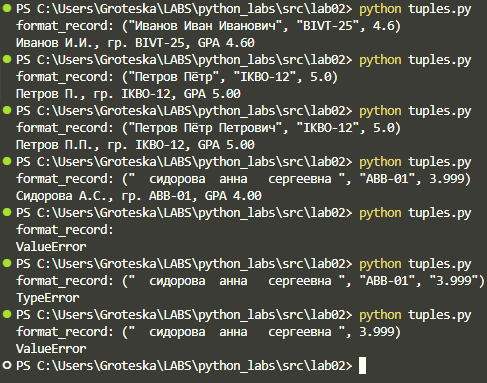 PS C:\Users\Groteska\LABS\python_labs\src\lab02> python tuples.py
format_record: ("Иванов Иван Иванович", "BIVT-25", 4.6)
Иванов И.И., гр. BIVT-25, GPA 4.60
PS C:\Users\Groteska\LABS\python_labs\src\lab02> python tuples.py
format_record: ("Петров Пётр", "IKBO-12", 5.0)
Петров П., гр. IKBO-12, GPA 5.00
PS C:\Users\Groteska\LABS\python_labs\src\lab02> python tuples.py
format_record: ("Петров Пётр Петрович", "IKBO-12", 5.0)
Петров П.П., гр. IKBO-12, GPA 5.00
PS C:\Users\Groteska\LABS\python_labs\src\lab02> python tuples.py
format_record: ("  сидорова  анна   сергеевна ", "ABB-01", 3.999)
Сидорова А.С., гр. ABB-01, GPA 4.00
PS C:\Users\Groteska\LABS\python_labs\src\lab02> python tuples.py
format_record:
ValueError
PS C:\Users\Groteska\LABS\python_labs\src\lab02> python tuples.py
format_record: ("  сидорова  анна   сергеевна ", "ABB-01", "3.999")
TypeError
PS C:\Users\Groteska\LABS\python_labs\src\lab02> python tuples.py
format_record: ("  сидорова  анна   сергеевна ", 3.999)
ValueError
PS C:\Users\Groteska\LABS\python_labs\src\lab02>